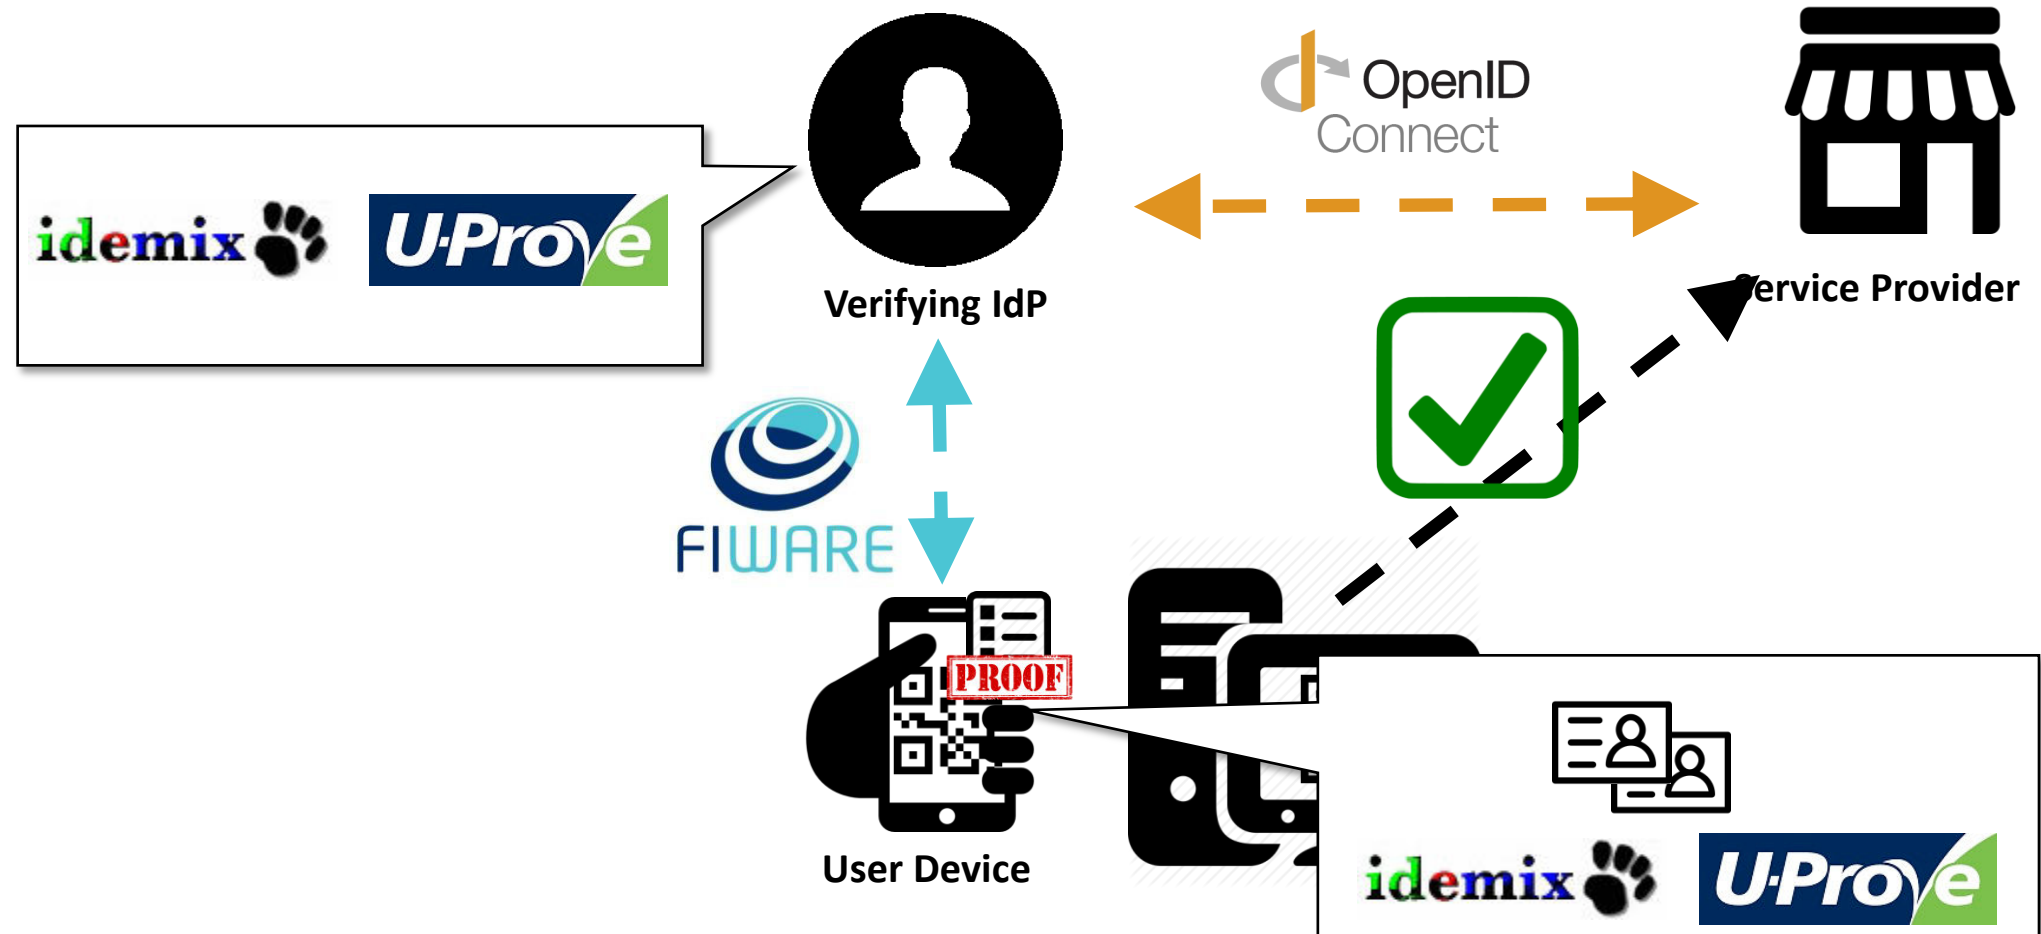 OpenID
Connect
idemix
U-Prove
Verifying IdP
Service Provider
FIWARE
PROOF
User Device
idemix
U-Prove